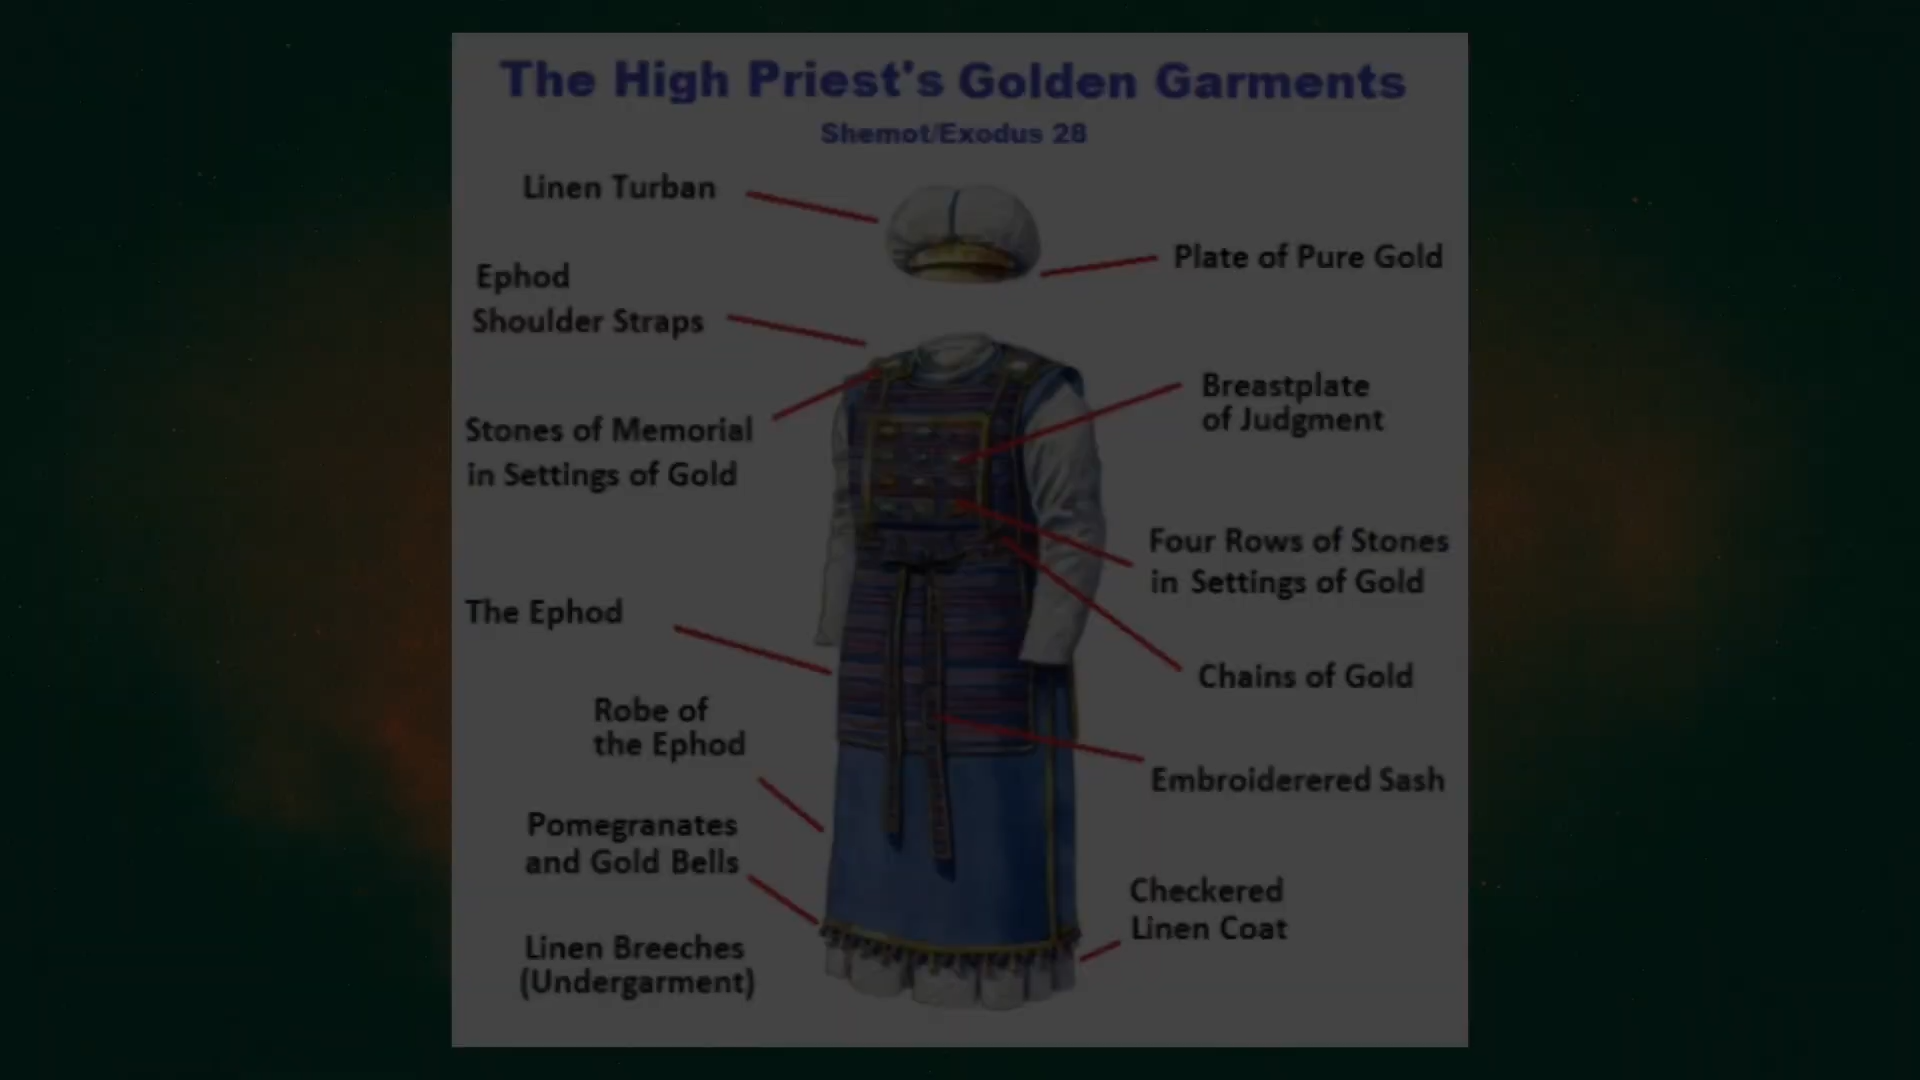 The High Priest's Golden Garments
Shemot/Exodus 28
Linen Turban
Plate of Pure Gold
Ephod
Shoulder Straps
Breastplate
of Judgment
Stones of Memorial
in Settings of Gold
Four Rows of Stones
in Settings of Gold
The Ephod
Chains of Gold
Robe of
the Ephod
Embroiderered Sash
Pomegranates
and Gold Bells
Checkered
Linen Coat
Linen Breeches
(Undergarment)